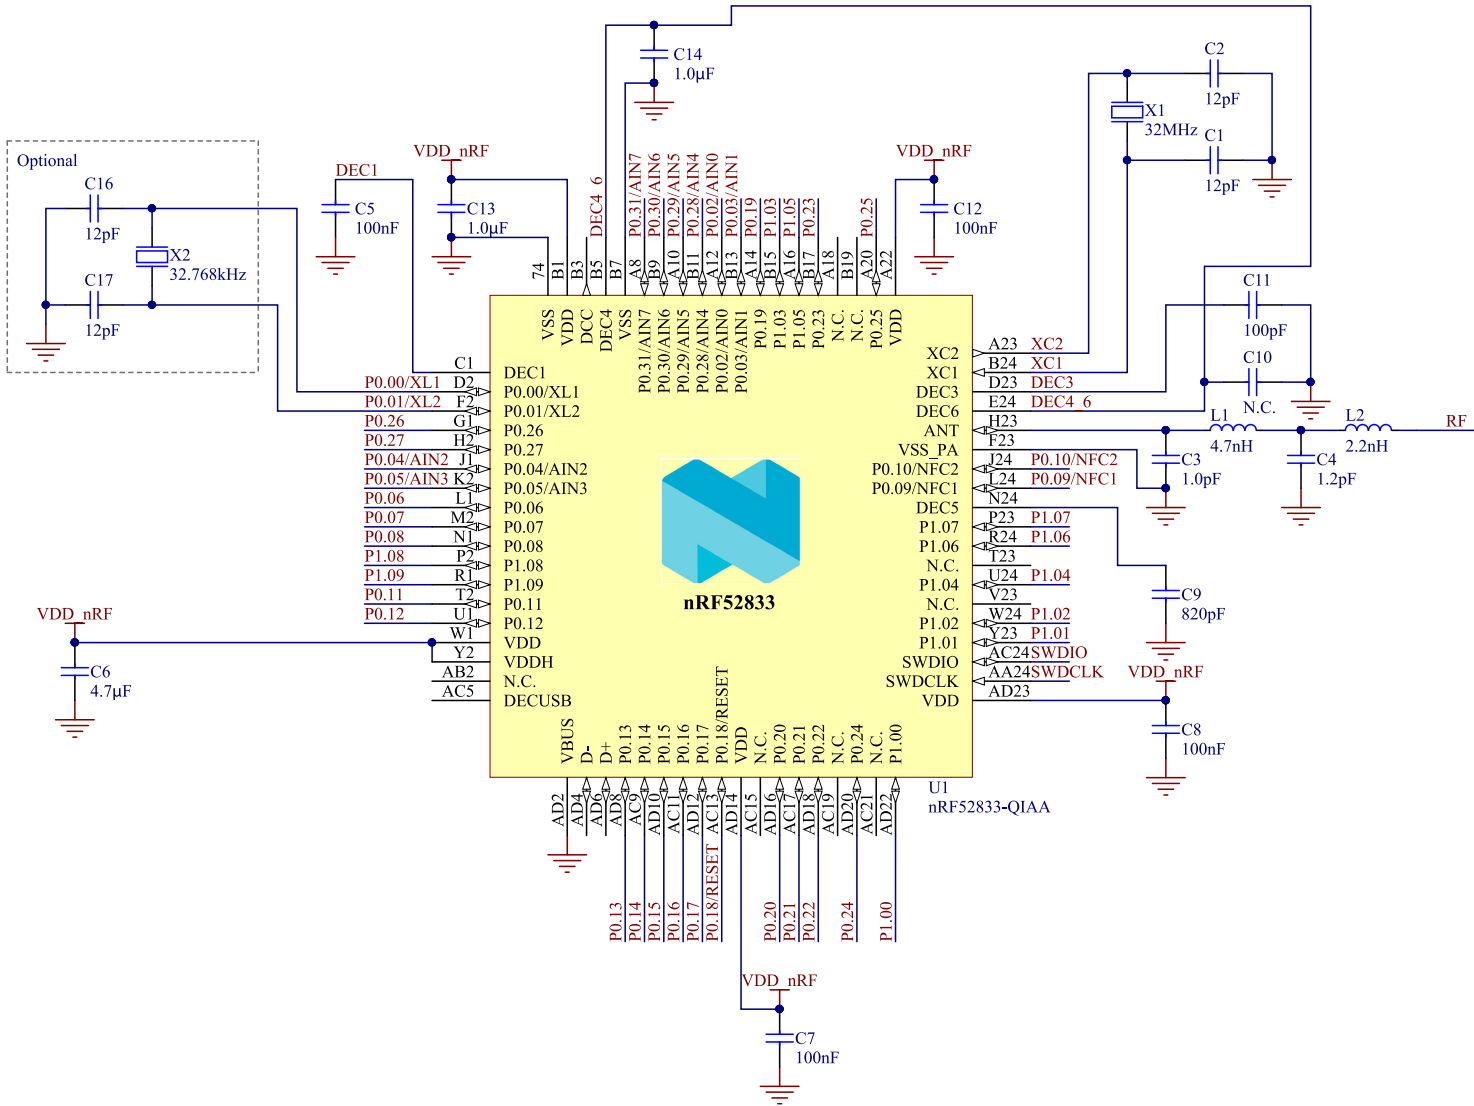 C14
1.0µF
C2
12pF
X1
32MHz
C1
12pF
Optional
C16
12pF
X2
32.768kHz
C17
12pF
DEC1
C5
100nF
VDD_nRF
C13
1.0µF
DEC4_6
P0.31/AIN7
P0.30/AIN6
P0.29/AIN5
P0.28/AIN4
P0.02/AIN0
P0.03/AIN1
P0.19
P1.03
P1.05
P0.23
P0.25
VDD_nRF
C12
100nF
74
B1
B3
B5
B7
A8
B9
A10
B11
A12
B13
A14
B15
A16
B17
A18
B19
A20
A22
VSS
VDD
DCC
DEC4
VSS
P0.31/AIN7
P0.30/AIN6
P0.29/AIN5
P0.28/AIN4
P0.02/AIN0
P0.03/AIN1
P0.19
P1.03
P1.05
P0.23
N.C.
N.C.
P0.25
VDD
C1 DEC1
P0.00/XL1 D2 P0.00/XL1
P0.01/XL2 F2 P0.01/XL2
P0.26 G1 P0.26
P0.27 H2 P0.27
P0.04/AIN2 J1 P0.04/AIN2
P0.05/AIN3 K2 P0.05/AIN3
P0.06 L1 P0.06
P0.07 M2 P0.07
P0.08 N1 P0.08
P1.08 P2 P1.08
P1.09 R1 P1.09
P0.11 T2 P0.11
P0.12 U1 P0.12
W1 VDD
Y2 VDDH
AB2 N.C.
AC5 DECUSB
VDD_nRF
C6
4.7µF
nRF52833
XC2 A23 XC2
XC1 B24 XC1
DEC3 D23 DEC3
DEC6 E24 DEC4_6
ANT H23
VSS_PA F23
P0.10/NFC2 J24 P0.10/NFC2
P0.09/NFC1 L24 P0.09/NFC1
DEC5 N24
P1.07 P23 P1.07
P1.06 R24 P1.06
N.C. T23
P1.04 U24 P1.04
N.C. V23
P1.02 W24 P1.02
P1.01 Y23 P1.01
SWDIO AC24 SWDIO
SWDCLK AA24 SWDCLK
VDD AD23
C11
100pF
C10
N.C.
L1
4.7nH
L2
2.2nH
RF
C3
1.0pF
C4
1.2pF
C9
820pF
VDD_nRF
C8
100nF
VBUS
D-
D+
P0.13
P0.14
P0.15
P0.16
P0.17
P0.18/RESET
VDD
N.C.
P0.20
P0.21
P0.22
N.C.
P0.24
N.C.
P1.00
U1
nRF52833-QIAA
AD2
AD4
AD6
AD8
AC9
AD10
AC11
AD12
AC13
AD14
AC15
AD16
AC17
AD18
AC19
AD20
AC21
AD22
P0.13
P0.14
P0.15
P0.16
P0.17
P0.18/RESET
P0.20
P0.21
P0.22
P0.24
P1.00
VDD_nRF
C7
100nF